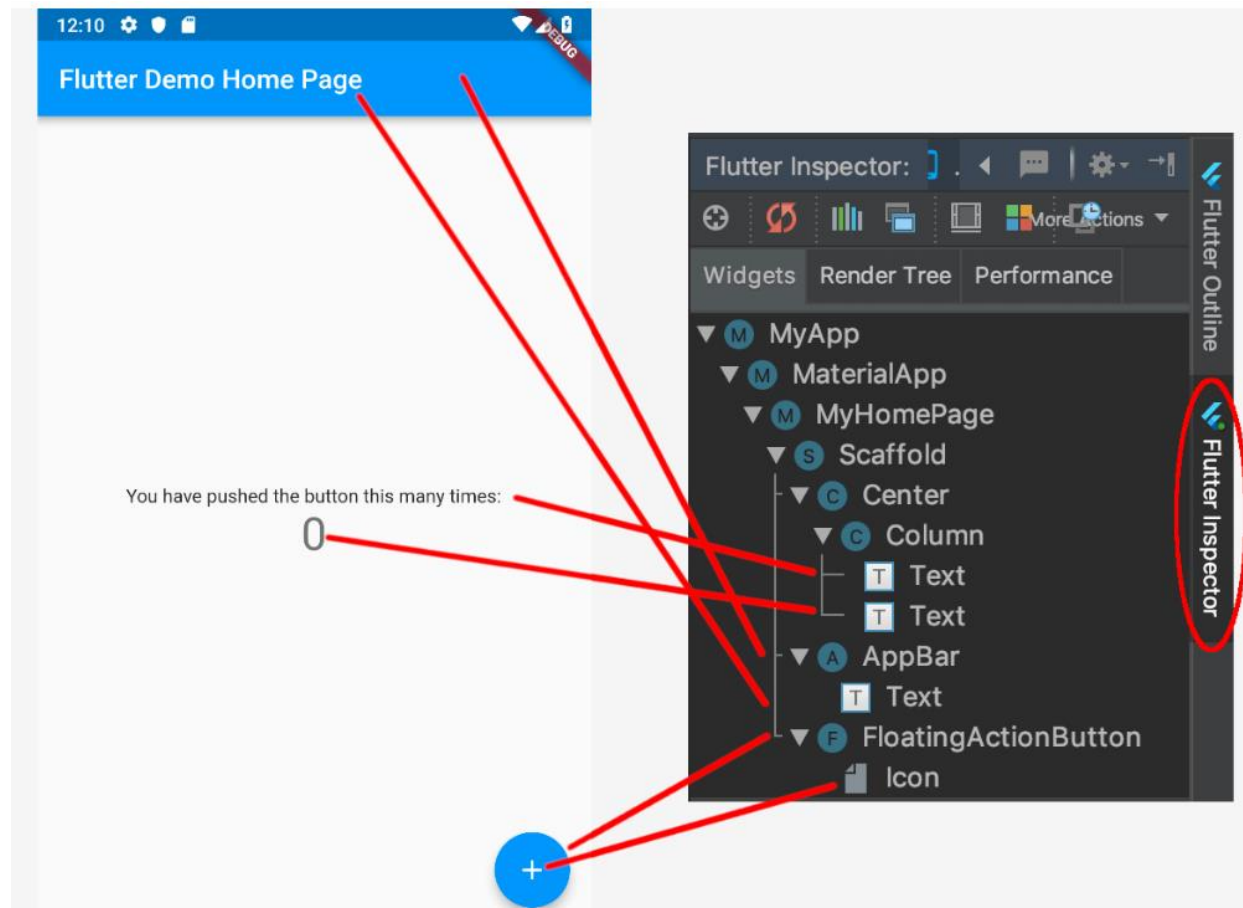 12:10
DEBUG
Flutter Demo Home Page
You have pushed the button this many times:
0
+
Flutter Inspector:
More Actions
Widgets Render Tree Performance
M MyApp
M MaterialApp
M MyHomePage
S Scaffold
C Center
C Column
T Text
T Text
A AppBar
T Text
F FloatingActionButton
Icon
Flutter Outline
Flutter Inspector